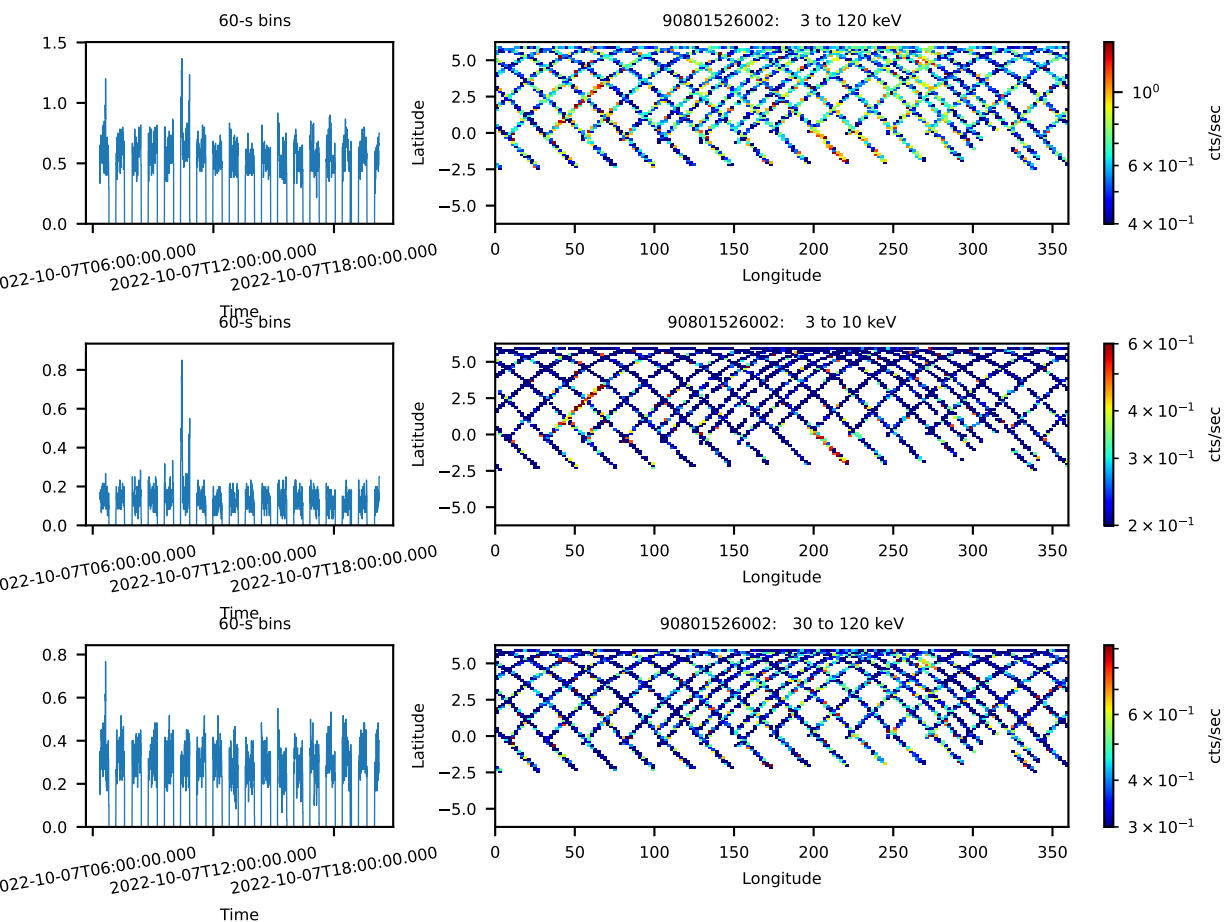 60-s bins
90801526002: 3 to 120 keV
1.5
1.0
0.5
0.0
022-10-07T06:00:00.000
2022-10-07T12:00:00.000
2022-10-07T18:00:00.000
Time
Latitude
5.0
2.5
0.0
−2.5
−5.0
0 50 100 150 200 250 300 350
Longitude
10⁰
6 × 10⁻¹
4 × 10⁻¹
cts/sec
60-s bins
90801526002: 3 to 10 keV
0.8
0.6
0.4
0.2
0.0
022-10-07T06:00:00.000
2022-10-07T12:00:00.000
2022-10-07T18:00:00.000
Time
Latitude
5.0
2.5
0.0
−2.5
−5.0
0 50 100 150 200 250 300 350
Longitude
6 × 10⁻¹
4 × 10⁻¹
3 × 10⁻¹
2 × 10⁻¹
cts/sec
60-s bins
90801526002: 30 to 120 keV
0.8
0.6
0.4
0.2
0.0
022-10-07T06:00:00.000
2022-10-07T12:00:00.000
2022-10-07T18:00:00.000
Time
Latitude
5.0
2.5
0.0
−2.5
−5.0
0 50 100 150 200 250 300 350
Longitude
6 × 10⁻¹
4 × 10⁻¹
3 × 10⁻¹
cts/sec